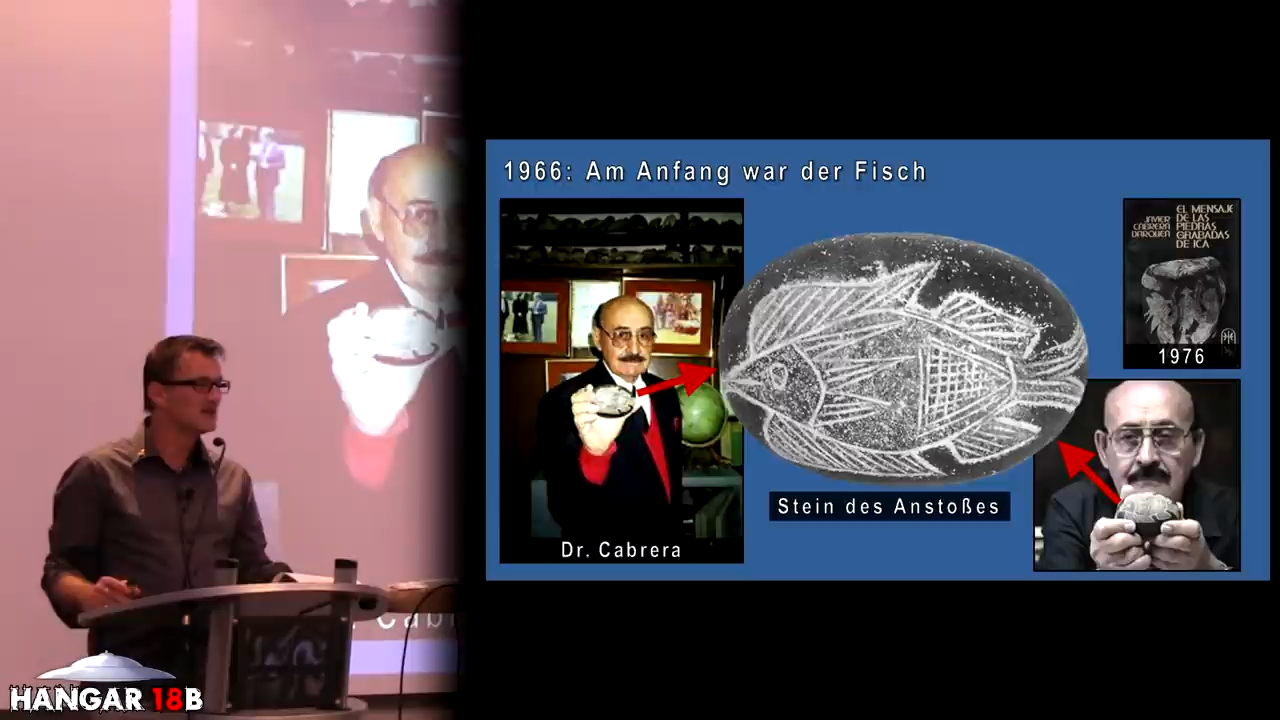 1966: Am Anfang war der Fisch
JAVIER
CABRERA
DARQUEA
EL MENSAJE
DE LAS
PIEDRAS
GRABADAS
DE ICA
1976
Stein des Anstoßes
Dr. Cabrera
Cab
HANGAR 18B